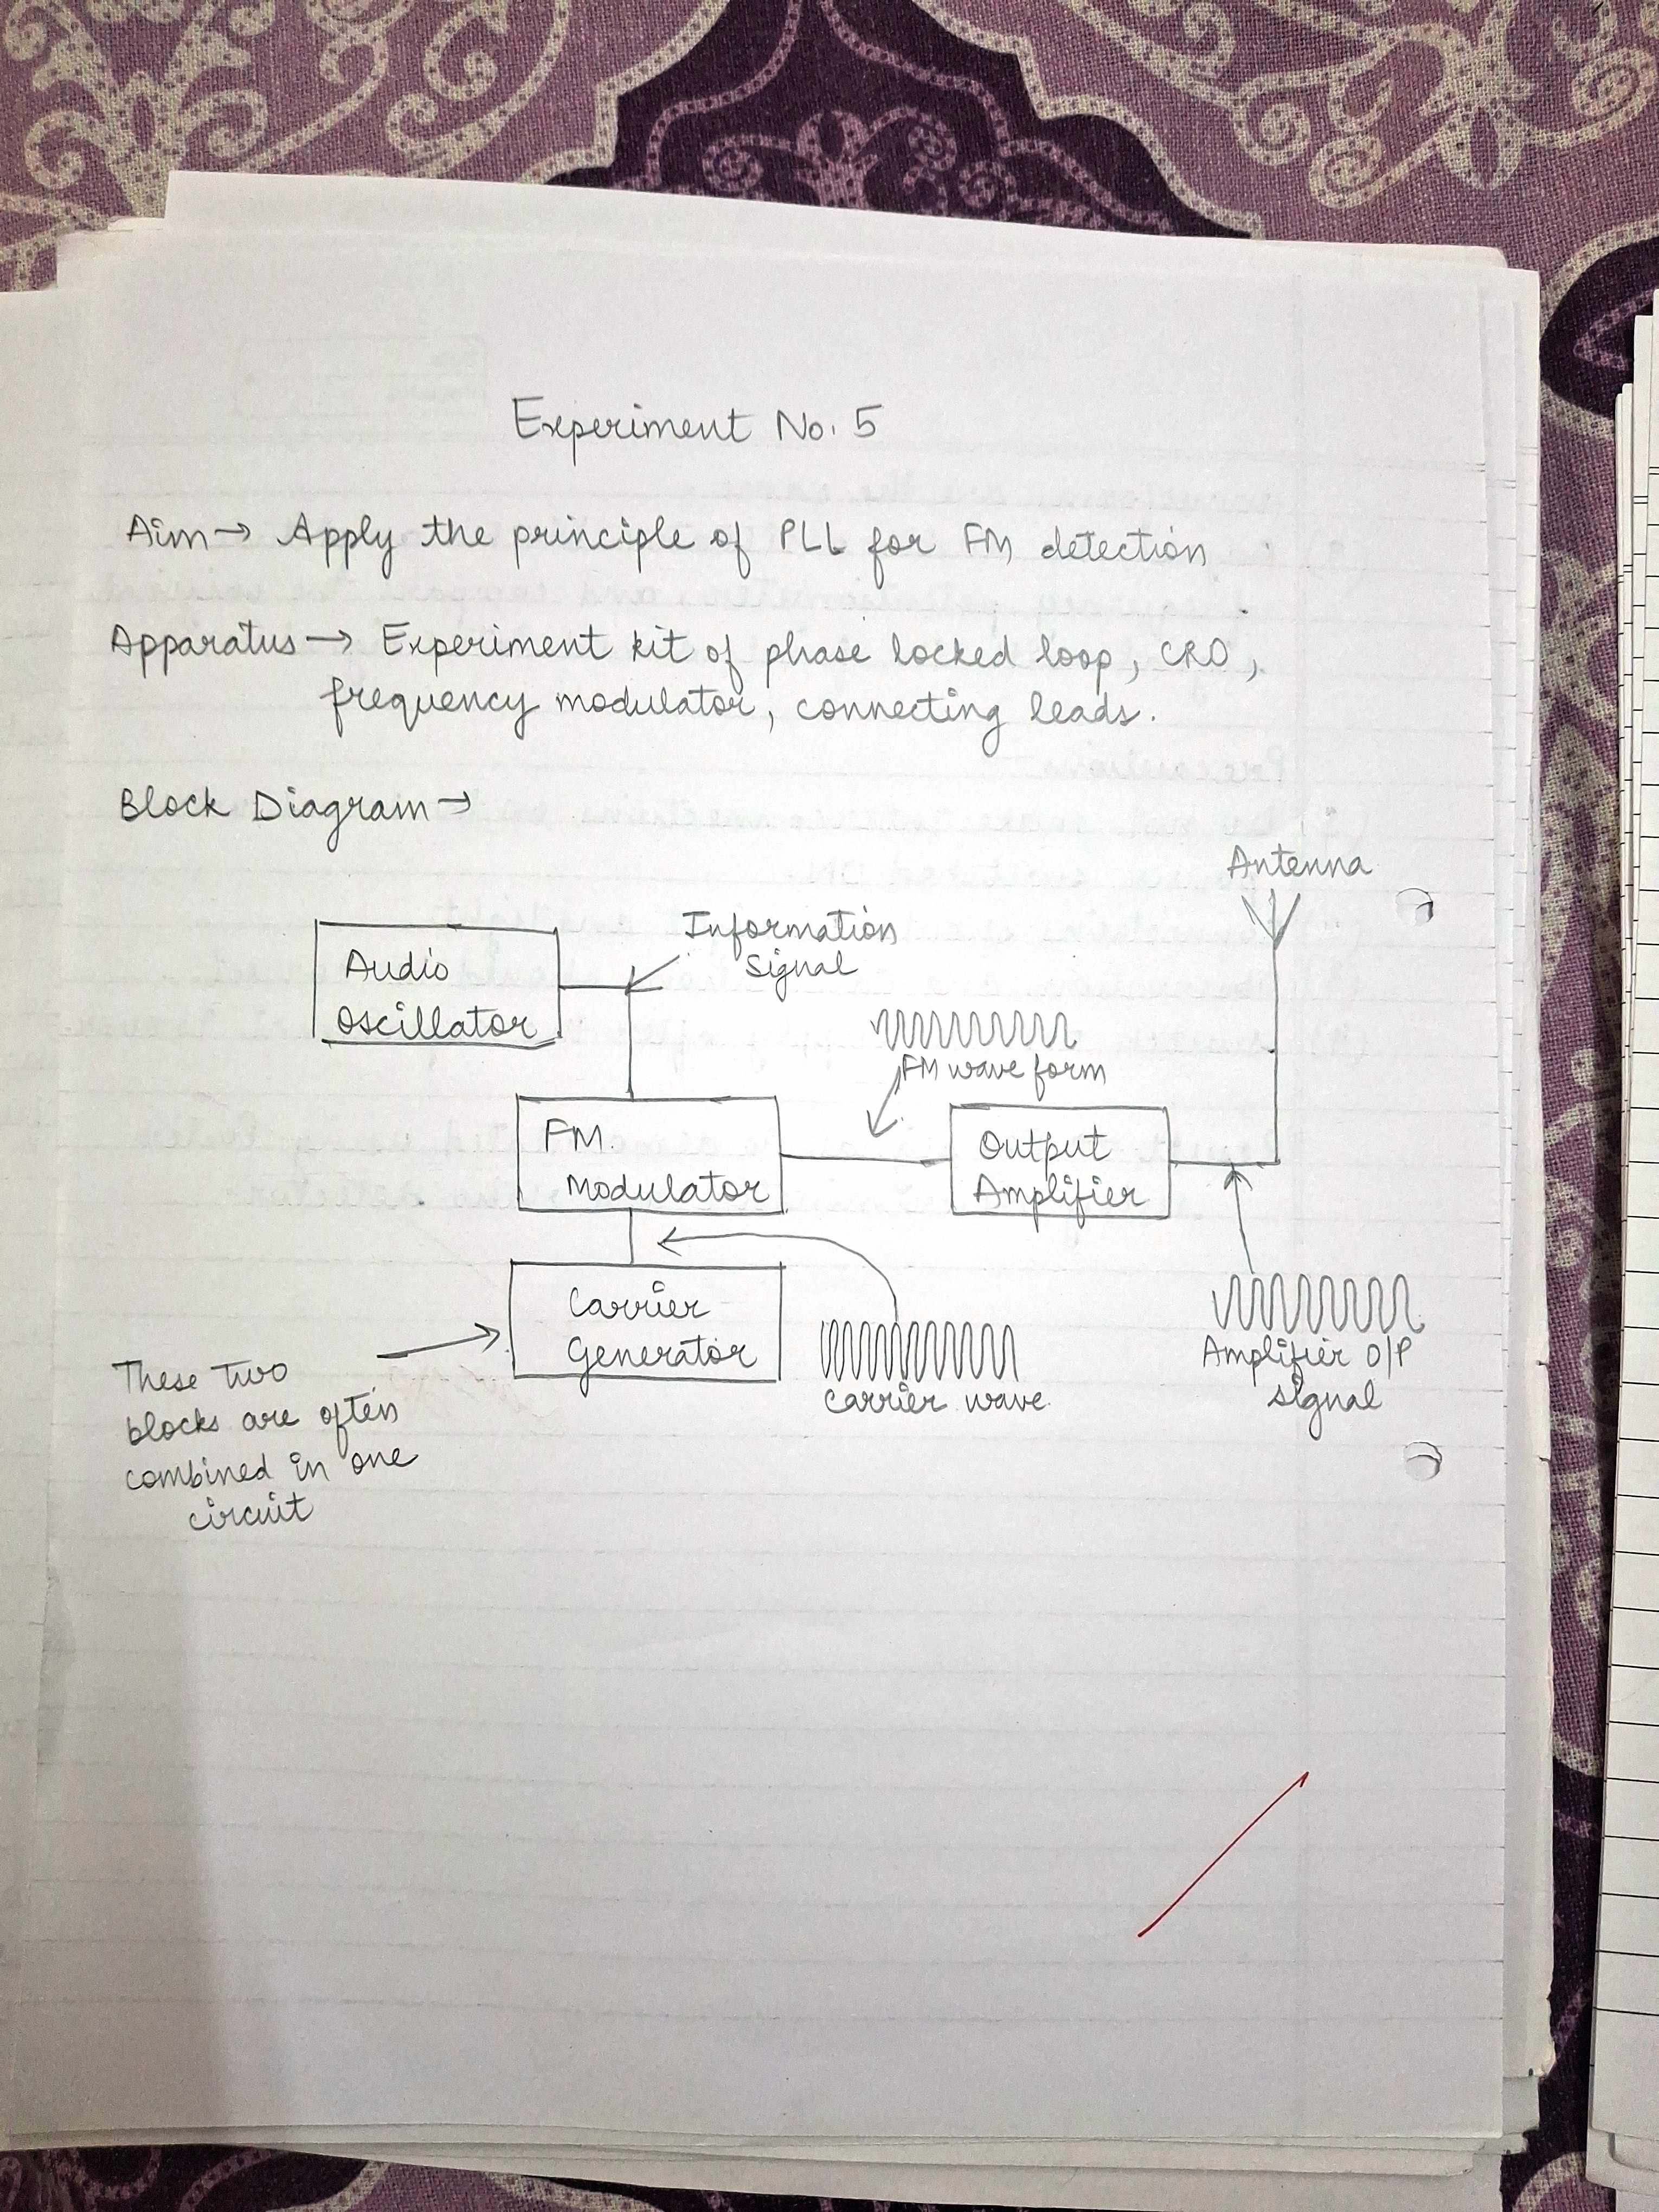 Experiment No. 5
Aim → Apply the principle of PLL for FM detection
Apparatus → Experiment kit of phase locked loop, CRO,
frequency modulator, connecting leads.
Block Diagram →
Antenna
Information
Signal
Audio
Oscillator
FM wave form
FM.
Modulator
Output
Amplifier
Carrier
Generator
carrier wave
Amplifier O/P
signal
These two
blocks are often
combined in one
circuit